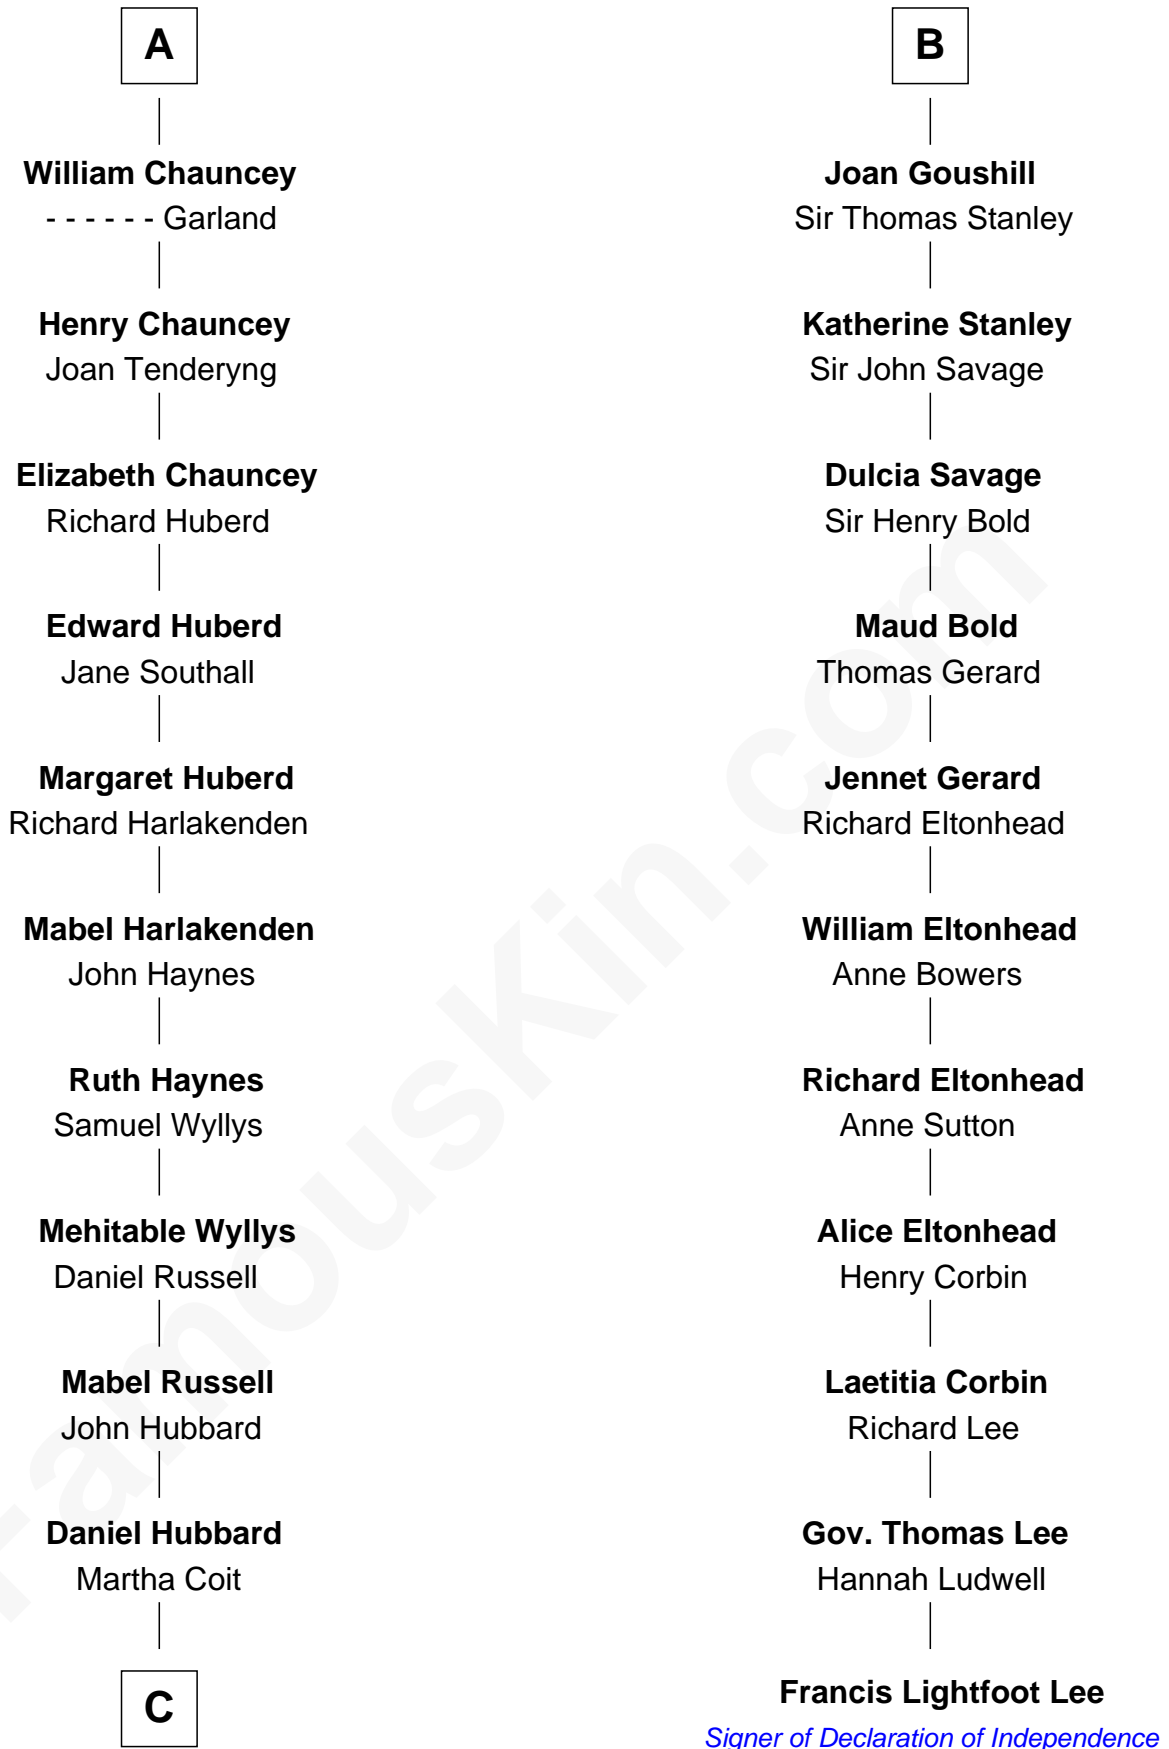 A
William Chauncey
- - - - - - Garland
Henry Chauncey
Joan Tenderyng
Elizabeth Chauncey
Richard Huberd
Edward Huberd
Jane Southall
Margaret Huberd
Richard Harlakenden
Mabel Harlakenden
John Haynes
Ruth Haynes
Samuel Wyllys
Mehitable Wyllys
Daniel Russell
Mabel Russell
John Hubbard
Daniel Hubbard
Martha Coit
C
B
Joan Goushill
Sir Thomas Stanley
Katherine Stanley
Sir John Savage
Dulcia Savage
Sir Henry Bold
Maud Bold
Thomas Gerard
Jennet Gerard
Richard Eltonhead
William Eltonhead
Anne Bowers
Richard Eltonhead
Anne Sutton
Alice Eltonhead
Henry Corbin
Laetitia Corbin
Richard Lee
Gov. Thomas Lee
Hannah Ludwell
Francis Lightfoot Lee
Signer of Declaration of Independence
FamousKin.com